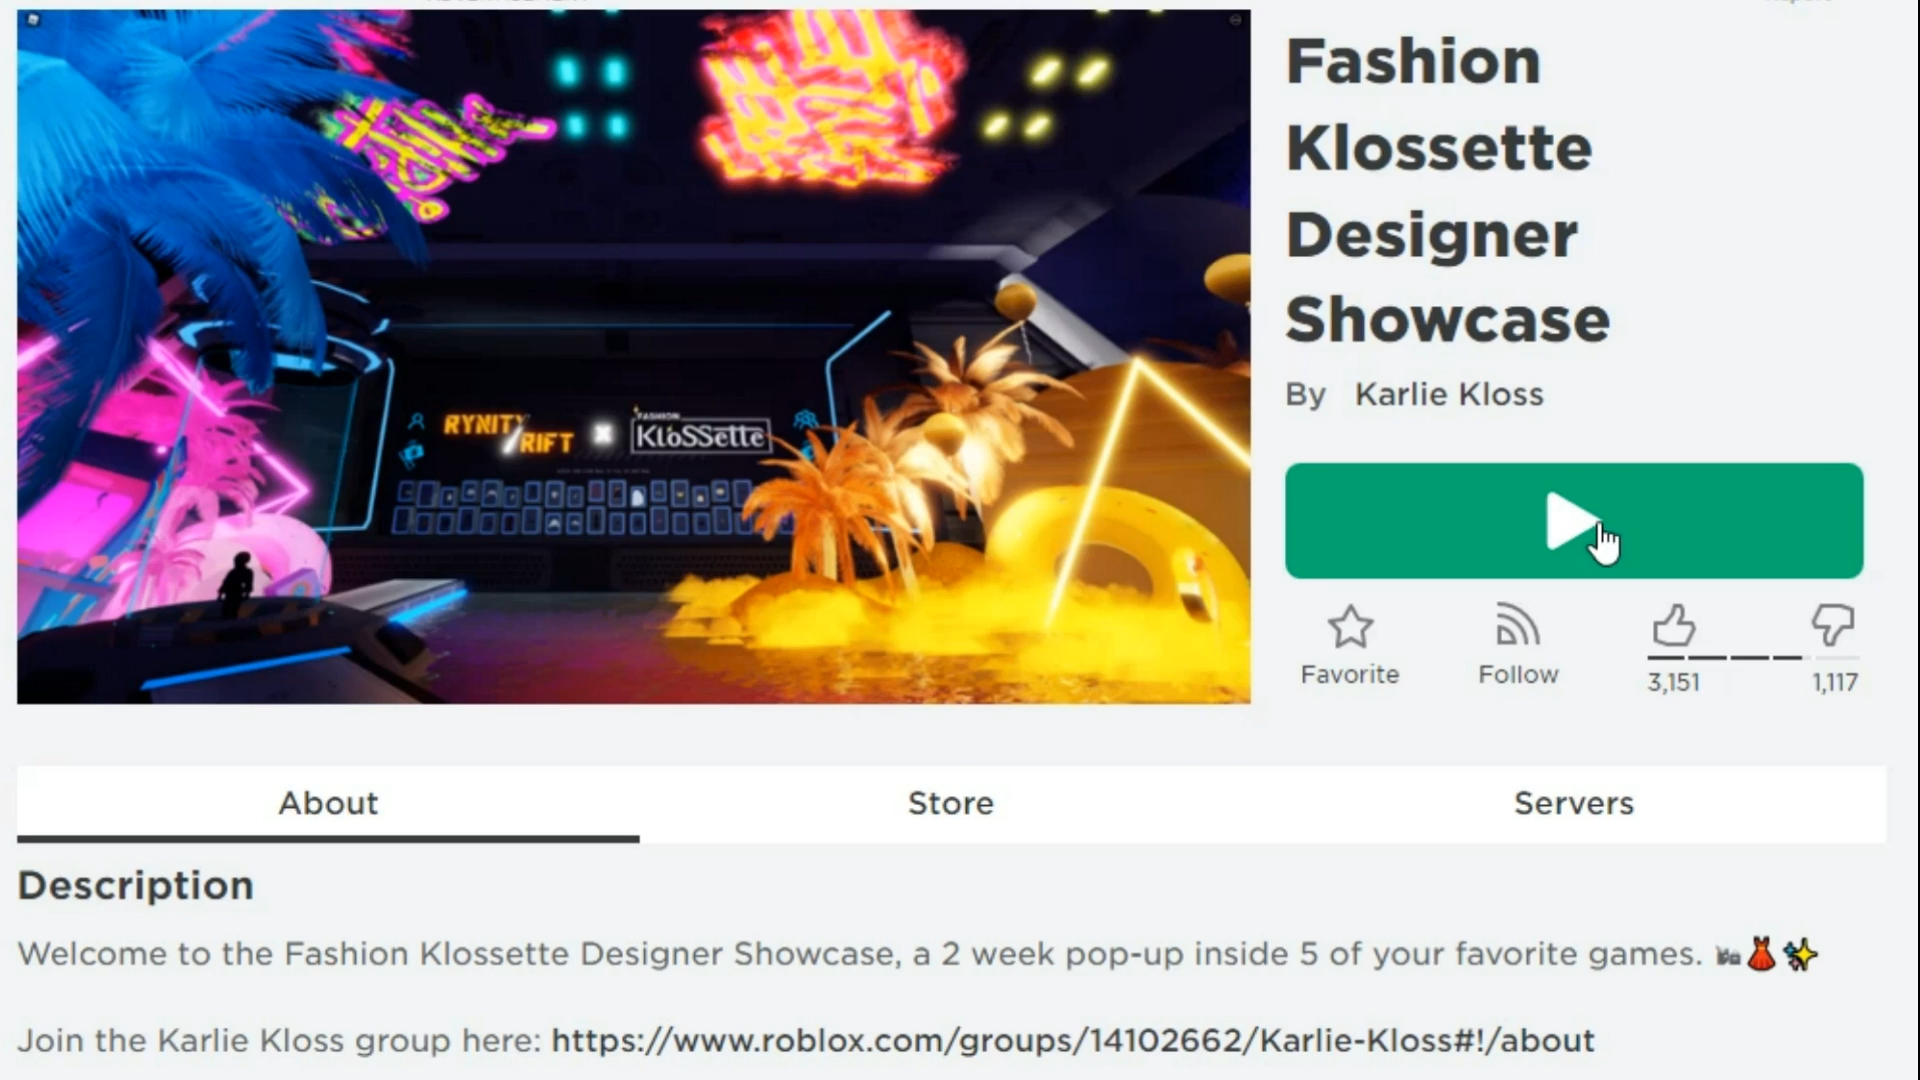 Fashion
Klossette
Designer
Showcase
By Karlie Kloss
RYNITY
RIFT
x
FASHION
KloSSette
Favorite
Follow
3,151
1,117
About
Store
Servers
Description
Welcome to the Fashion Klossette Designer Showcase, a 2 week pop-up inside 5 of your favorite games.
Join the Karlie Kloss group here: https://www.roblox.com/groups/14102662/Karlie-Kloss#!/about